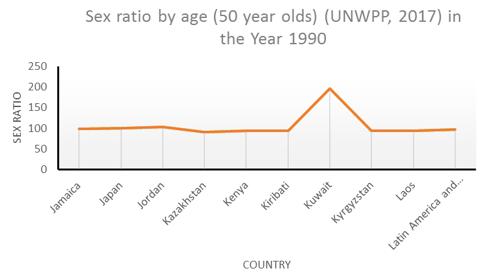 Sex ratio by age (50 year olds) (UNWPP, 2017) in
the Year 1990
250
200
150
100
50
0
SEX RATIO
Jamaica
Japan
Jordan
Kazakhstan
Kenya
Kiribati
Kuwait
Kyrgyzstan
Laos
Latin America and...
COUNTRY